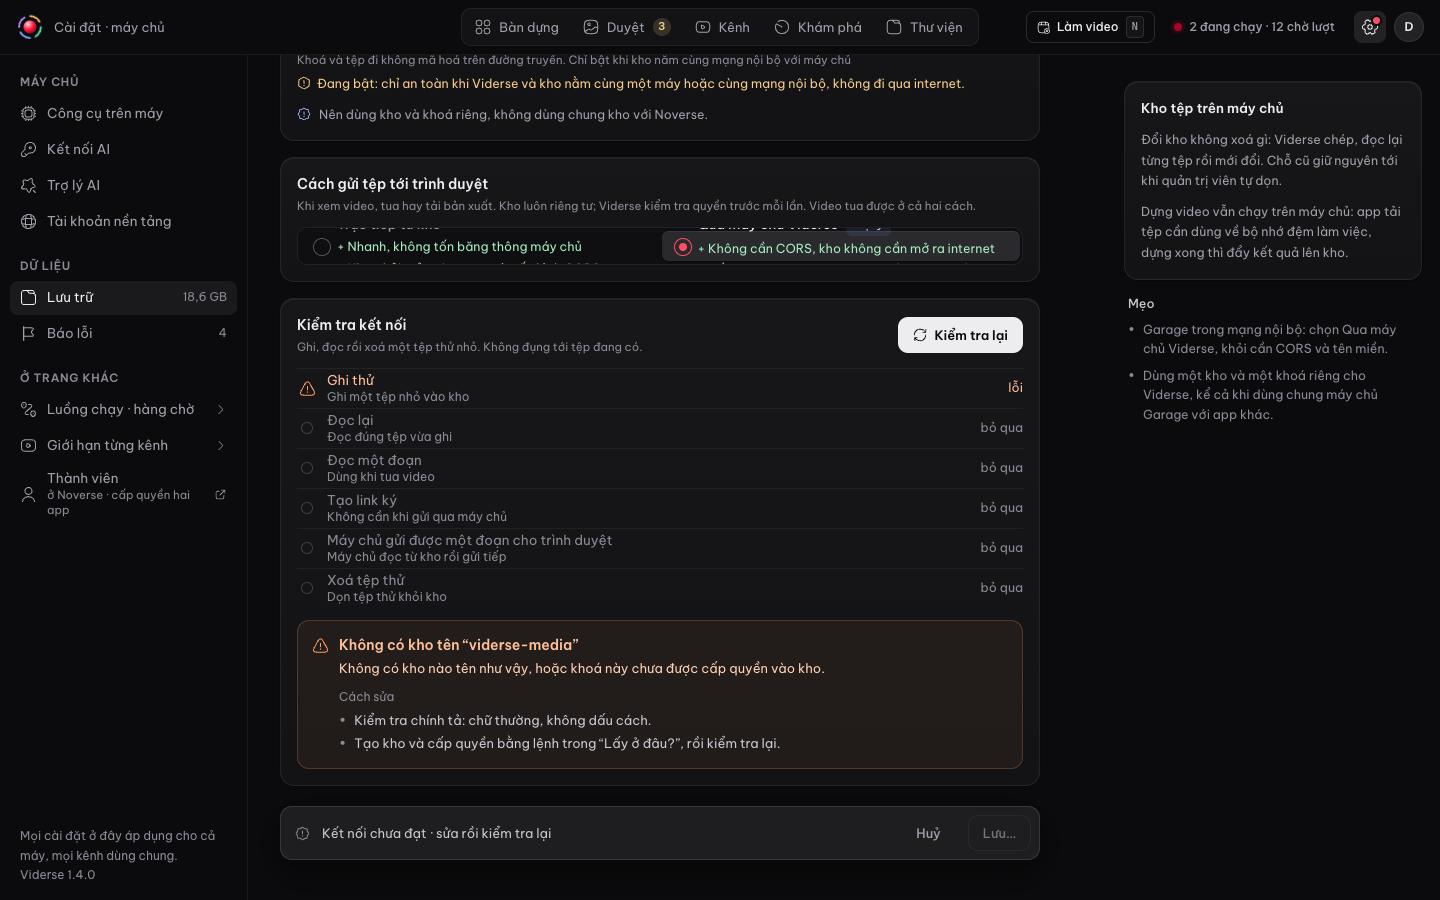 Cài đặt · máy chủ
Bàn dựng
Duyệt 3
Kênh
Khám phá
Thư viện
Làm video N
2 đang chạy · 12 chờ lượt
D
MÁY CHỦ
Công cụ trên máy
Kết nối AI
Trợ lý AI
Tài khoản nền tảng
DỮ LIỆU
Lưu trữ 18,6 GB
Báo lỗi 4
Ở TRANG KHÁC
Luồng chạy · hàng chờ
Giới hạn từng kênh
Thành viên
ở Noverse · cấp quyền hai
app
Mọi cài đặt ở đây áp dụng cho cả
máy, mọi kênh dùng chung.
Viderse 1.4.0
Khoá và tệp đi không mã hoá trên đường truyền. Chỉ bật khi kho nằm cùng mạng nội bộ với máy chủ
Đang bật: chỉ an toàn khi Viderse và kho nằm cùng một máy hoặc cùng mạng nội bộ, không đi qua internet.
Nên dùng kho và khoá riêng, không dùng chung kho với Noverse.
Cách gửi tệp tới trình duyệt
Khi xem video, tua hay tải bản xuất. Kho luôn riêng tư; Viderse kiểm tra quyền trước mỗi lần. Video tua được ở cả hai cách.
+ Nhanh, không tốn băng thông máy chủ
+ Không cần CORS, kho không cần mở ra internet
Kiểm tra kết nối
Ghi, đọc rồi xoá một tệp thử nhỏ. Không đụng tới tệp đang có.
Kiểm tra lại
Ghi thử
Ghi một tệp nhỏ vào kho
lỗi
Đọc lại
Đọc đúng tệp vừa ghi
bỏ qua
Đọc một đoạn
Dùng khi tua video
bỏ qua
Tạo link ký
Không cần khi gửi qua máy chủ
bỏ qua
Máy chủ gửi được một đoạn cho trình duyệt
Máy chủ đọc từ kho rồi gửi tiếp
bỏ qua
Xoá tệp thử
Dọn tệp thử khỏi kho
bỏ qua
Không có kho tên “viderse-media”
Không có kho nào tên như vậy, hoặc khoá này chưa được cấp quyền vào kho.
Cách sửa
• Kiểm tra chính tả: chữ thường, không dấu cách.
• Tạo kho và cấp quyền bằng lệnh trong “Lấy ở đâu?”, rồi kiểm tra lại.
Kết nối chưa đạt · sửa rồi kiểm tra lại
Huỷ
Lưu...
Kho tệp trên máy chủ
Đổi kho không xoá gì: Viderse chép, đọc lại
từng tệp rồi mới đổi. Chỗ cũ giữ nguyên tới
khi quản trị viên tự dọn.
Dựng video vẫn chạy trên máy chủ: app tải
tệp cần dùng về bộ nhớ đệm làm việc,
dựng xong thì đẩy kết quả lên kho.
Mẹo
• Garage trong mạng nội bộ: chọn Qua máy
chủ Viderse, khỏi cần CORS và tên miền.
• Dùng một kho và một khoá riêng cho
Viderse, kể cả khi dùng chung máy chủ
Garage với app khác.